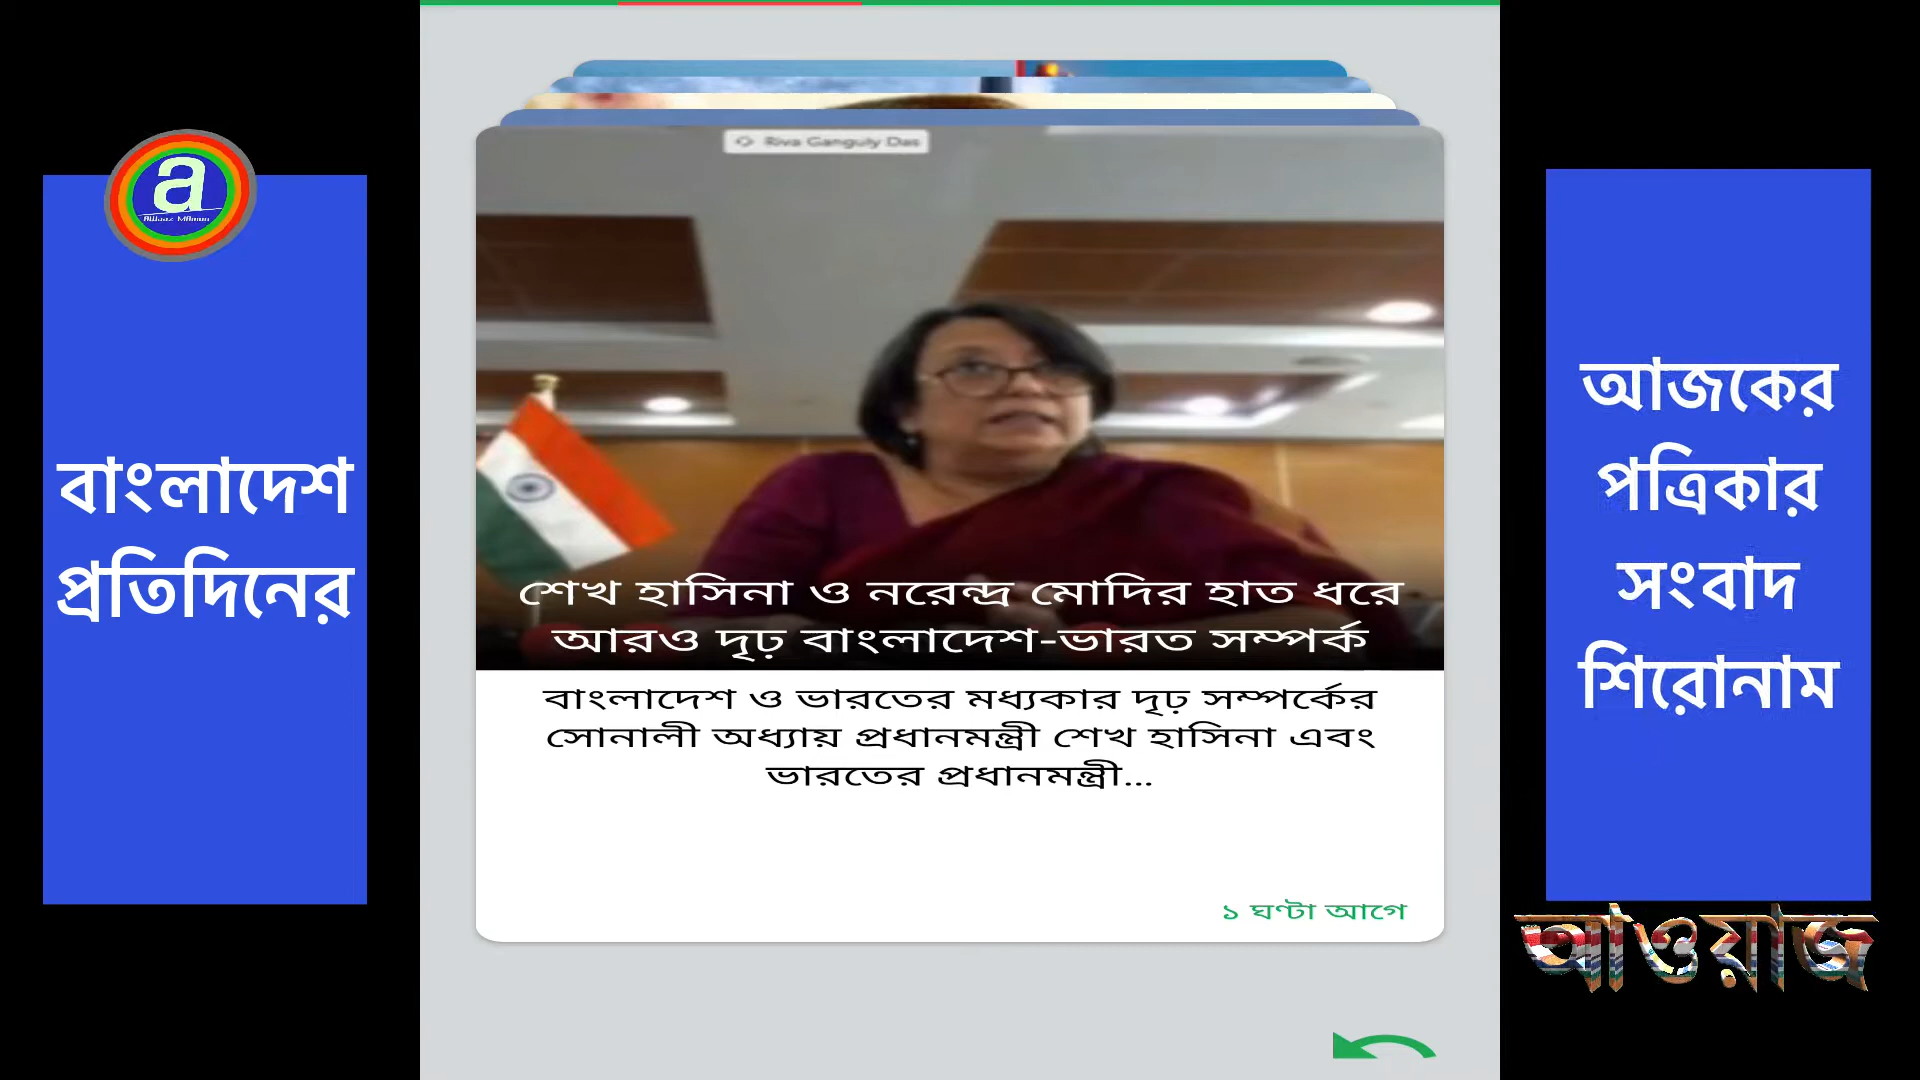 Riva Ganguly Das
a
বাংলাদেশ
প্রতিদিনের
শেখ হাসিনা ও নরেন্দ্র মোদির হাত ধরে
আরও দৃঢ় বাংলাদেশ-ভারত সম্পর্ক
বাংলাদেশ ও ভারতের মধ্যকার দৃঢ় সম্পর্কের
সোনালী অধ্যায় প্রধানমন্ত্রী শেখ হাসিনা এবং
ভারতের প্রধানমন্ত্রী...
১ ঘণ্টা আগে
আজকের
পত্রিকার
সংবাদ
শিরোনাম
আওয়াজ